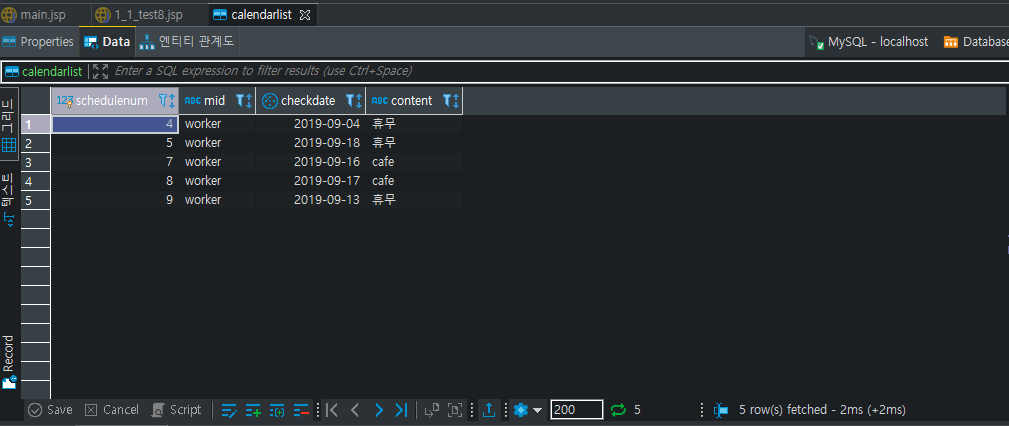 main.jsp 1_1_test8.jsp calendarlist
Properties Data 엔티티 관계도 MySQL - localhost Database
calendarlist Enter a SQL expression to filter results (use Ctrl+Space)
그리드
텍스트
Record
123 schedulenum ABC mid checkdate ABC content
1 4 worker 2019-09-04 휴무
2 5 worker 2019-09-18 휴무
3 7 worker 2019-09-16 cafe
4 8 worker 2019-09-17 cafe
5 9 worker 2019-09-13 휴무
Save Cancel Script 200 5 5 row(s) fetched - 2ms (+2ms)